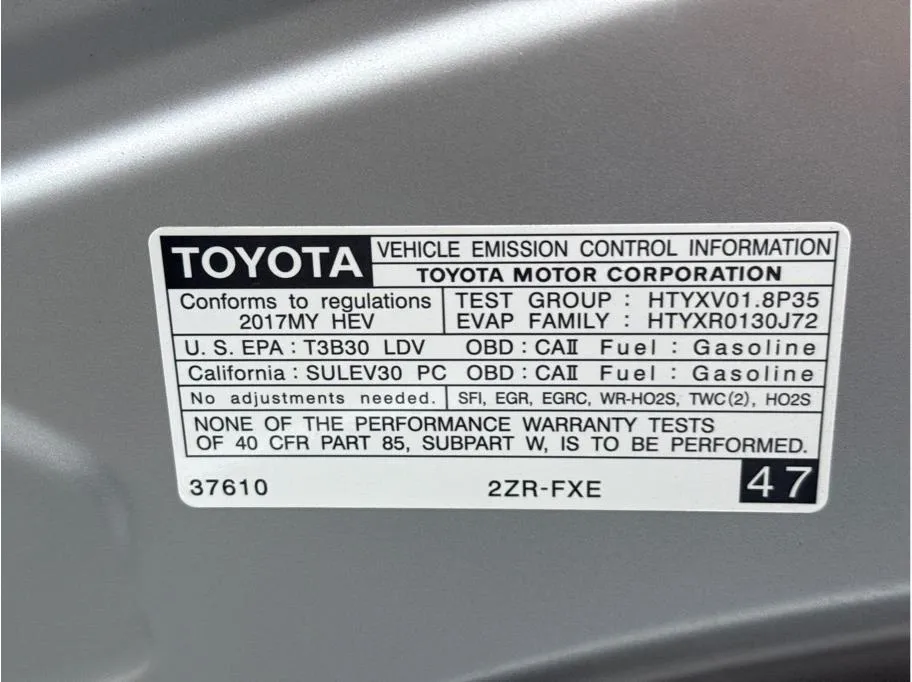 TOYOTA
VEHICLE EMISSION CONTROL INFORMATION
TOYOTA MOTOR CORPORATION
Conforms to regulations
2017MY HEV
TEST GROUP : HTYXV01.8P35
EVAP FAMILY : HTYXR0130J72
U. S. EPA : T3B30 LDV OBD : CAⅡ Fuel : Gasoline
California : SULEV30 PC OBD : CAⅡ Fuel : Gasoline
No adjustments needed. SFI, EGR, EGRC, WR-HO2S, TWC(2), HO2S
NONE OF THE PERFORMANCE WARRANTY TESTS
OF 40 CFR PART 85, SUBPART W, IS TO BE PERFORMED.
37610 2ZR-FXE 47